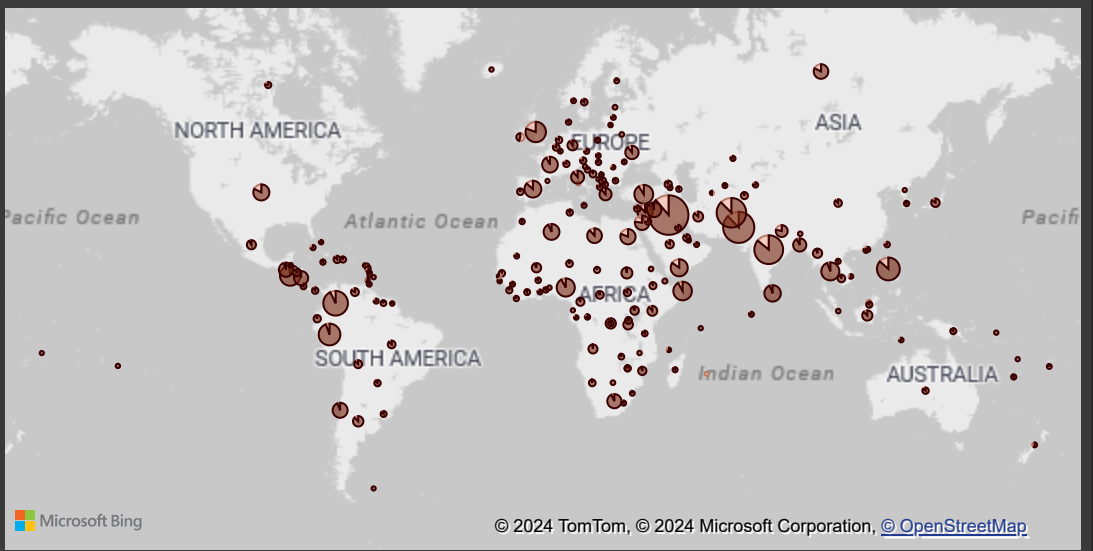 NORTH AMERICA
EUROPE
ASIA
Pacific Ocean
Atlantic Ocean
Pacifi
AFRICA
SOUTH AMERICA
Indian Ocean
AUSTRALIA
Microsoft Bing
© 2024 TomTom, © 2024 Microsoft Corporation, © OpenStreetMap